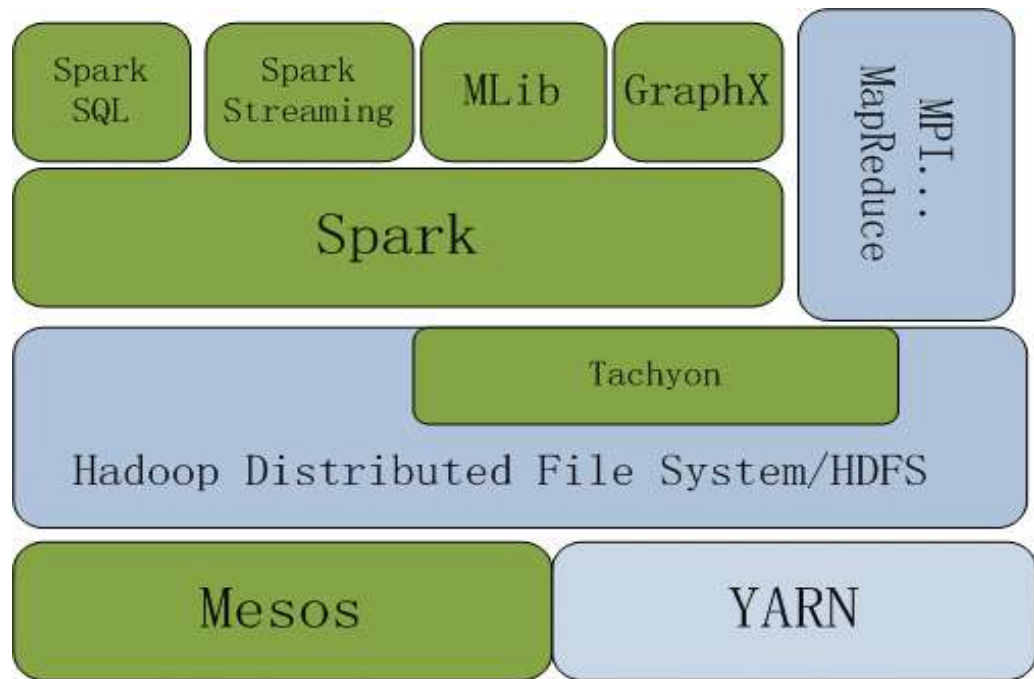 Spark
SQL
Spark
Streaming
MLib
GraphX
MPI...
MapReduce
Spark
Tachyon
Hadoop Distributed File System/HDFS
Mesos
YARN